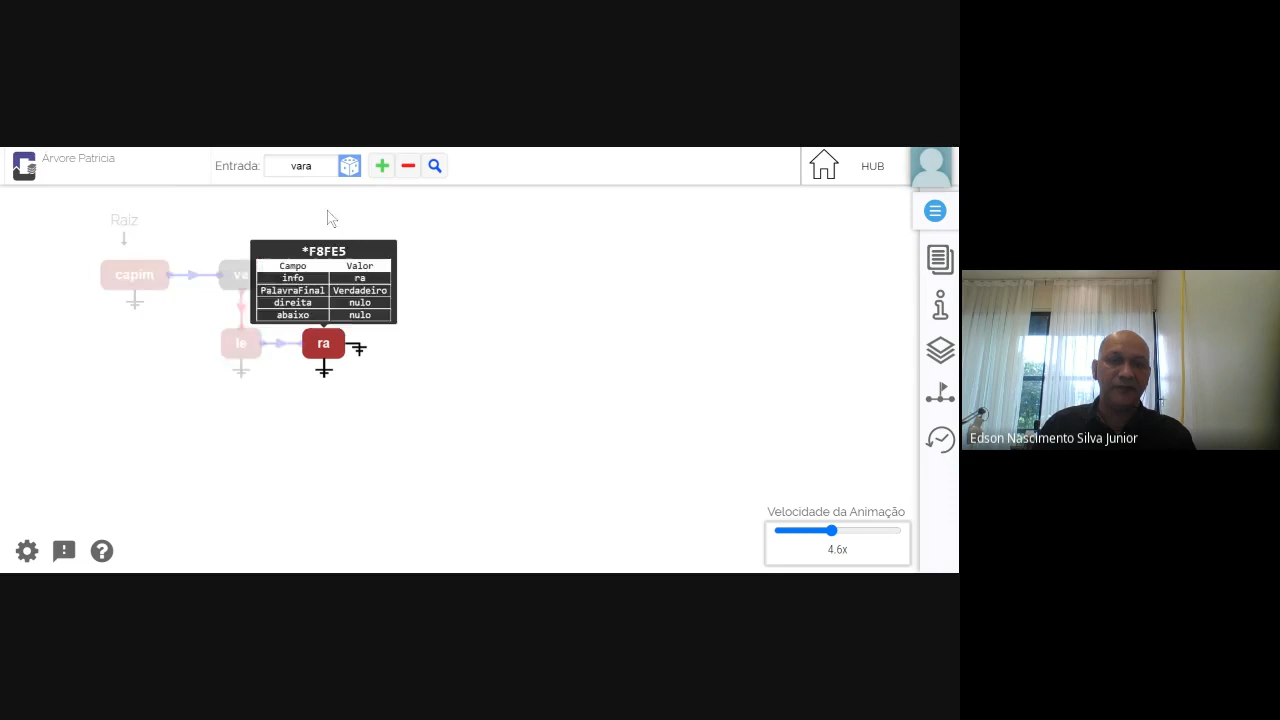 Arvore Patricia
Entrada: vara
HUB
Raiz
*F8FE5
Campo Valor
info ra
PalavraFinal Verdadeiro
direita nulo
abaixo nulo
capim
va
le
ra
Edson Nascimento Silva Junior
Velocidade da Animação
4.6x